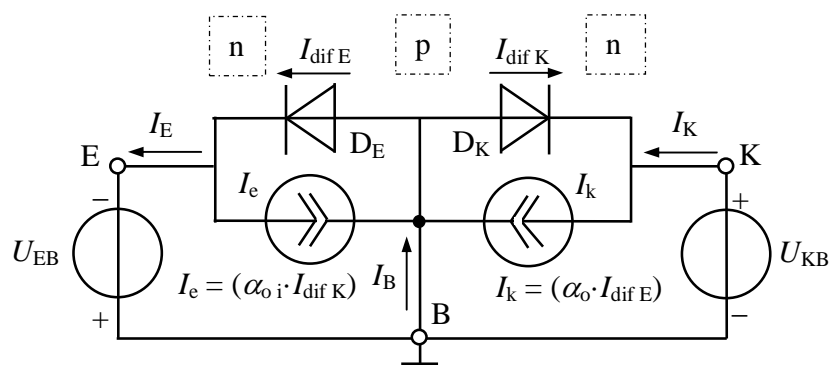 n p n
I_dif E I_dif K
I_E I_K
D_E D_K
E K
I_e I_k
− +
U_EB U_KB
I_e = (α_o i·I_dif K) I_B I_k = (α_o·I_dif E)
+ B −